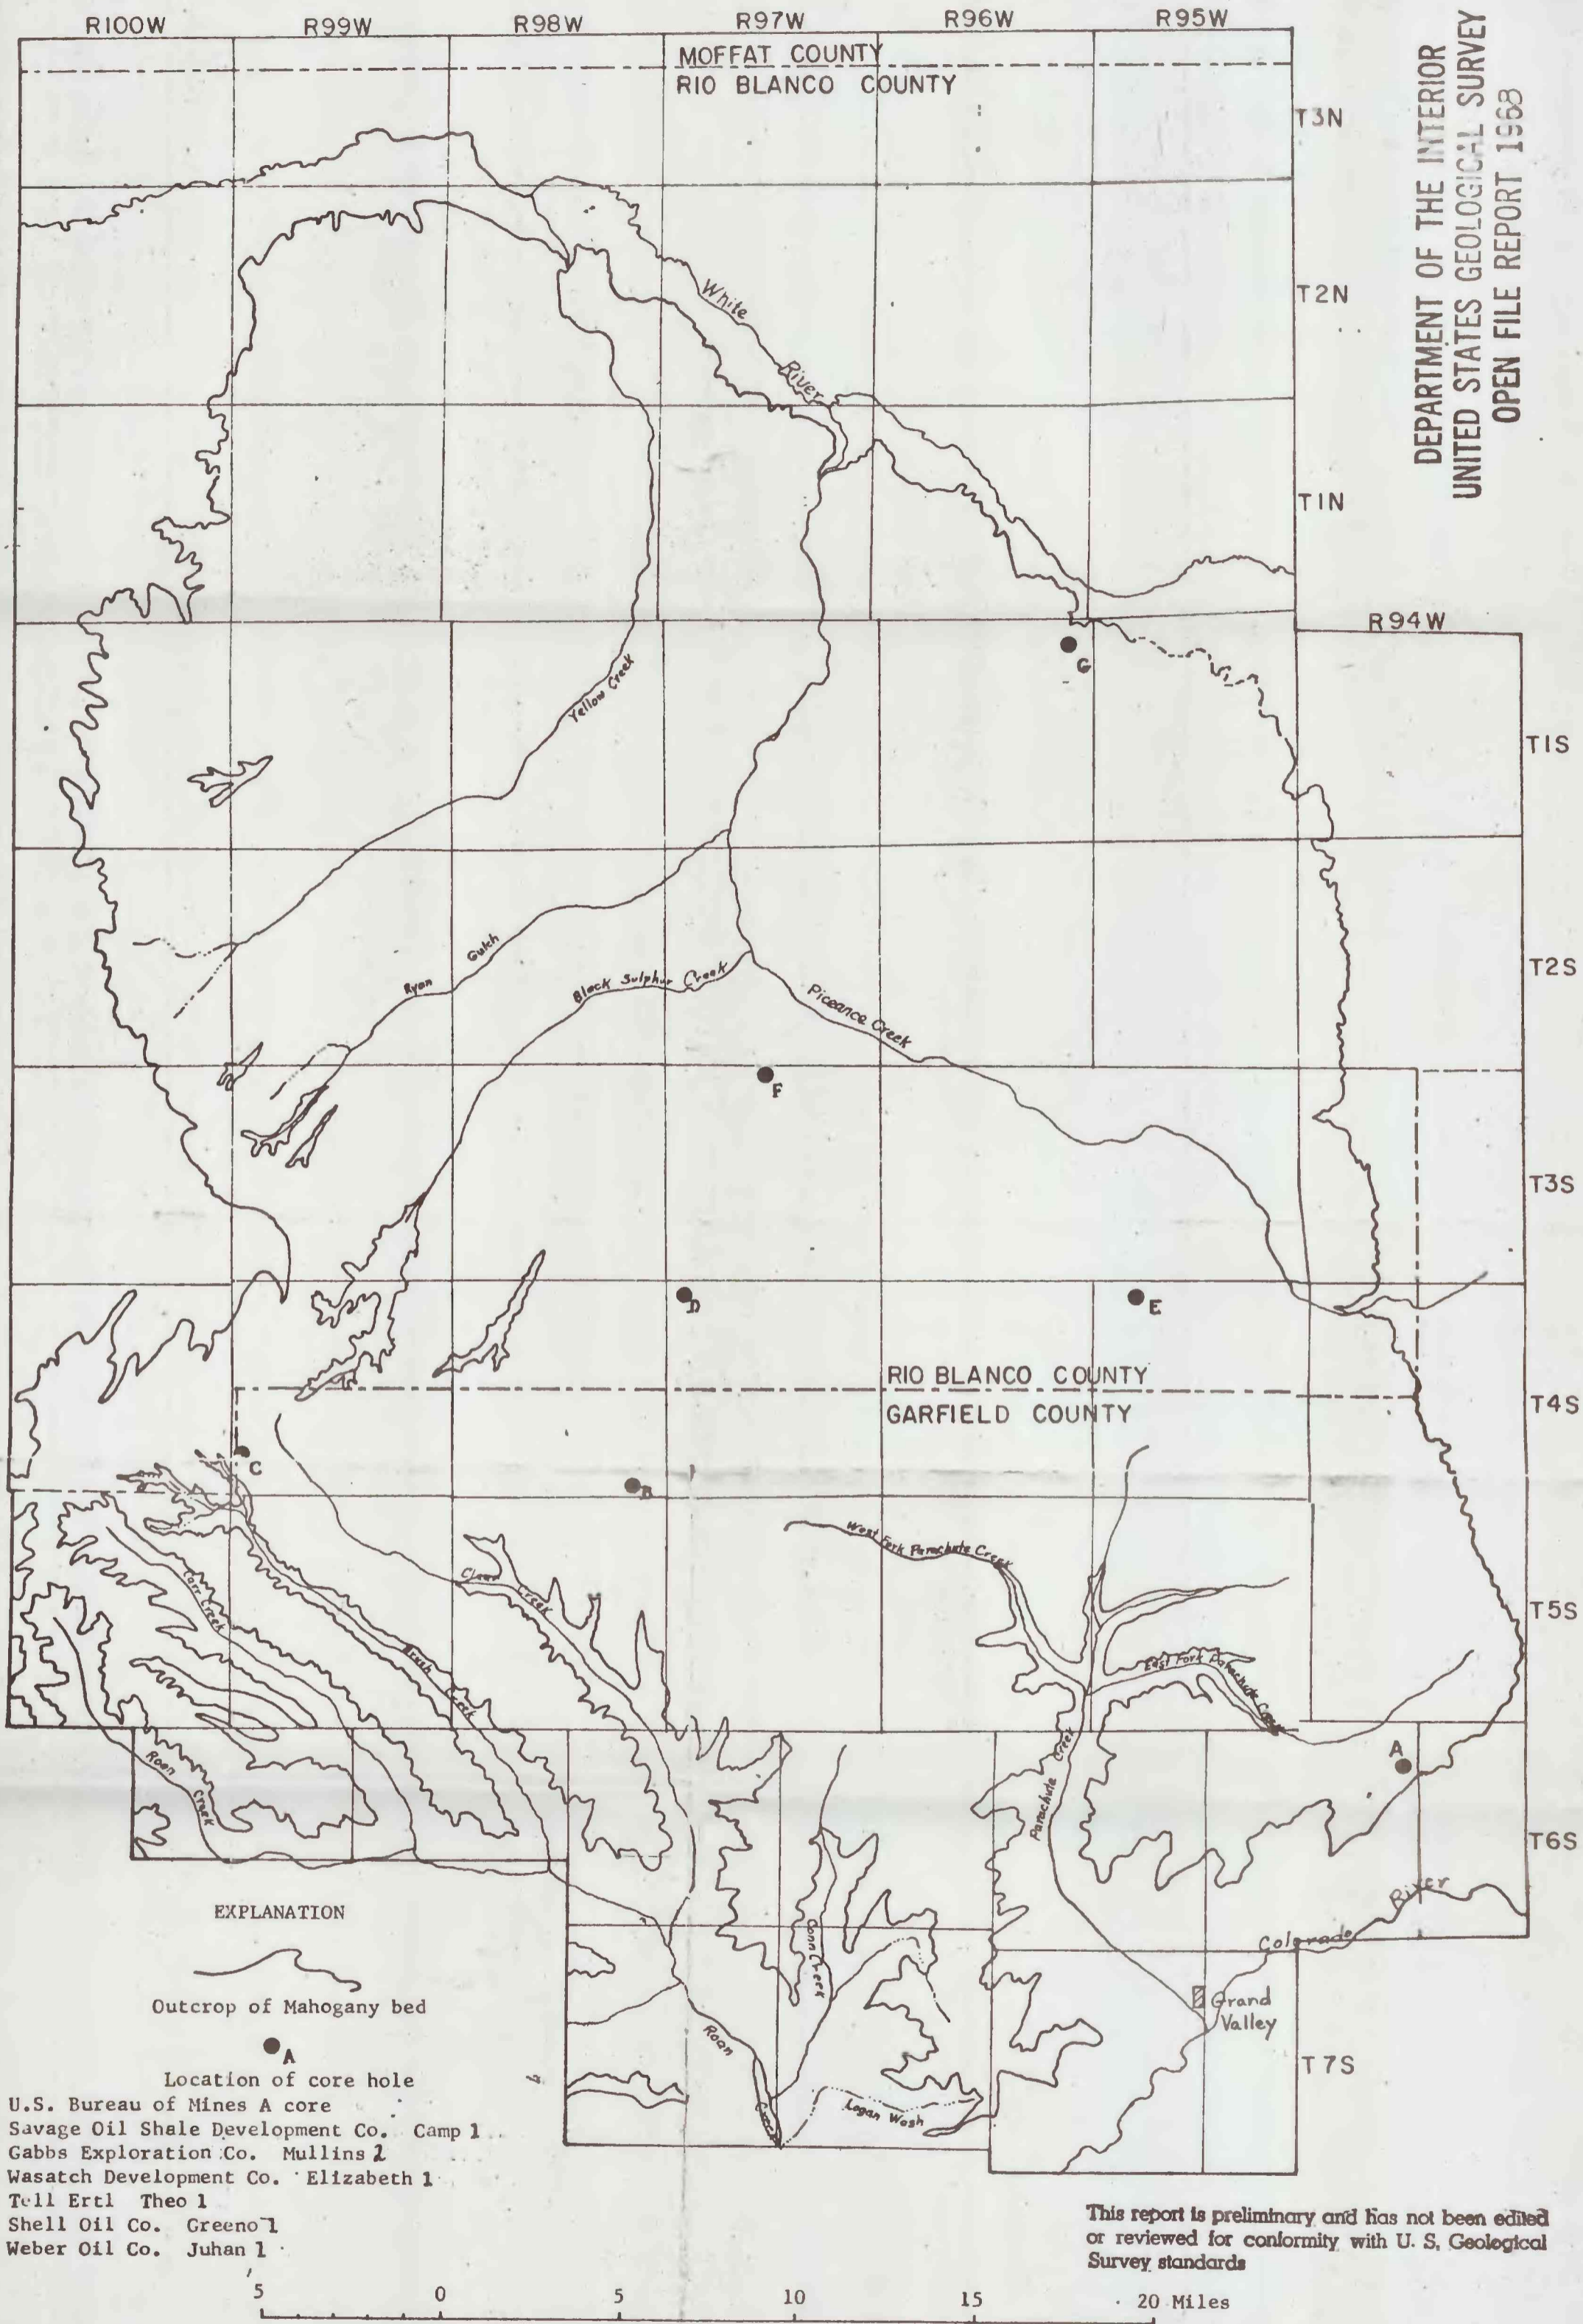 R100W R99W R98W R97W R96W R95W
MOFFAT COUNTY
RIO BLANCO COUNTY
DEPARTMENT OF THE INTERIOR
UNITED STATES GEOLOGICAL SURVEY
OPEN FILE REPORT 1968
T3N
T2N
T1N
R94W
T1S
T2S
T3S
T4S
T5S
T6S
T7S
White
River
Yellow Creek
G
Ryan Gulch
Black Sulphur Creek
Piceance Creek
F
D
E
RIO BLANCO COUNTY
GARFIELD COUNTY
C
B
West Fork Parachute Creek
Clear Creek
Carr Creek
Brush Creek
East Fork Parachute Creek
Parachute Creek
A
Roan Creek
Conn Creek
Colorado River
Grand
Valley
Roan Creek
Logan Wash
EXPLANATION
Outcrop of Mahogany bed
A
Location of core hole
U.S. Bureau of Mines A core
Savage Oil Shale Development Co. Camp 1
Gabbs Exploration Co. Mullins 2
Wasatch Development Co. Elizabeth 1
Tell Ertl Theo 1
Shell Oil Co. Greeno 1
Weber Oil Co. Juhan 1
This report is preliminary and has not been edited
or reviewed for conformity with U. S. Geological
Survey standards
5 0 5 10 15 20 Miles